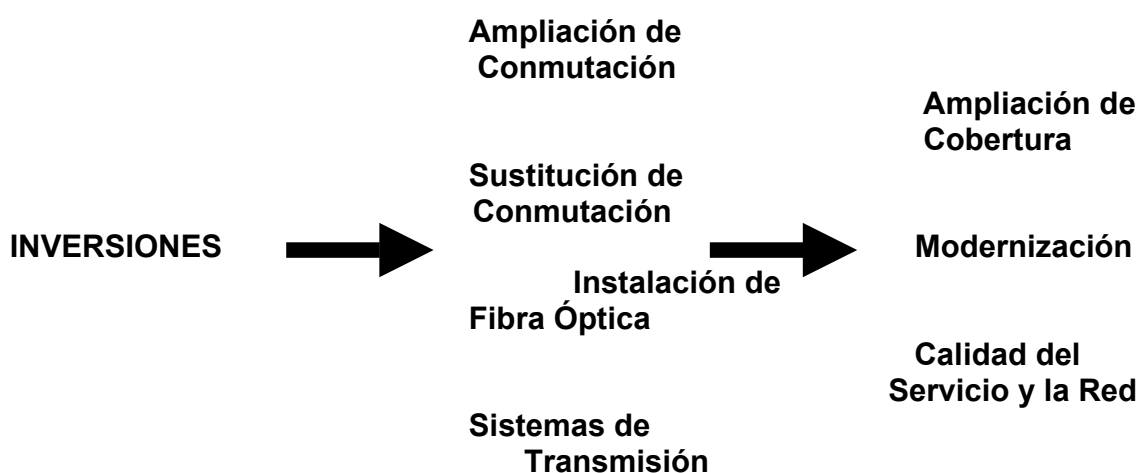 INVERSIONES
Ampliación de
Conmutación
Sustitución de
Conmutación
Instalación de
Fibra Óptica
Sistemas de
Transmisión
Ampliación de
Cobertura
Modernización
Calidad del
Servicio y la Red